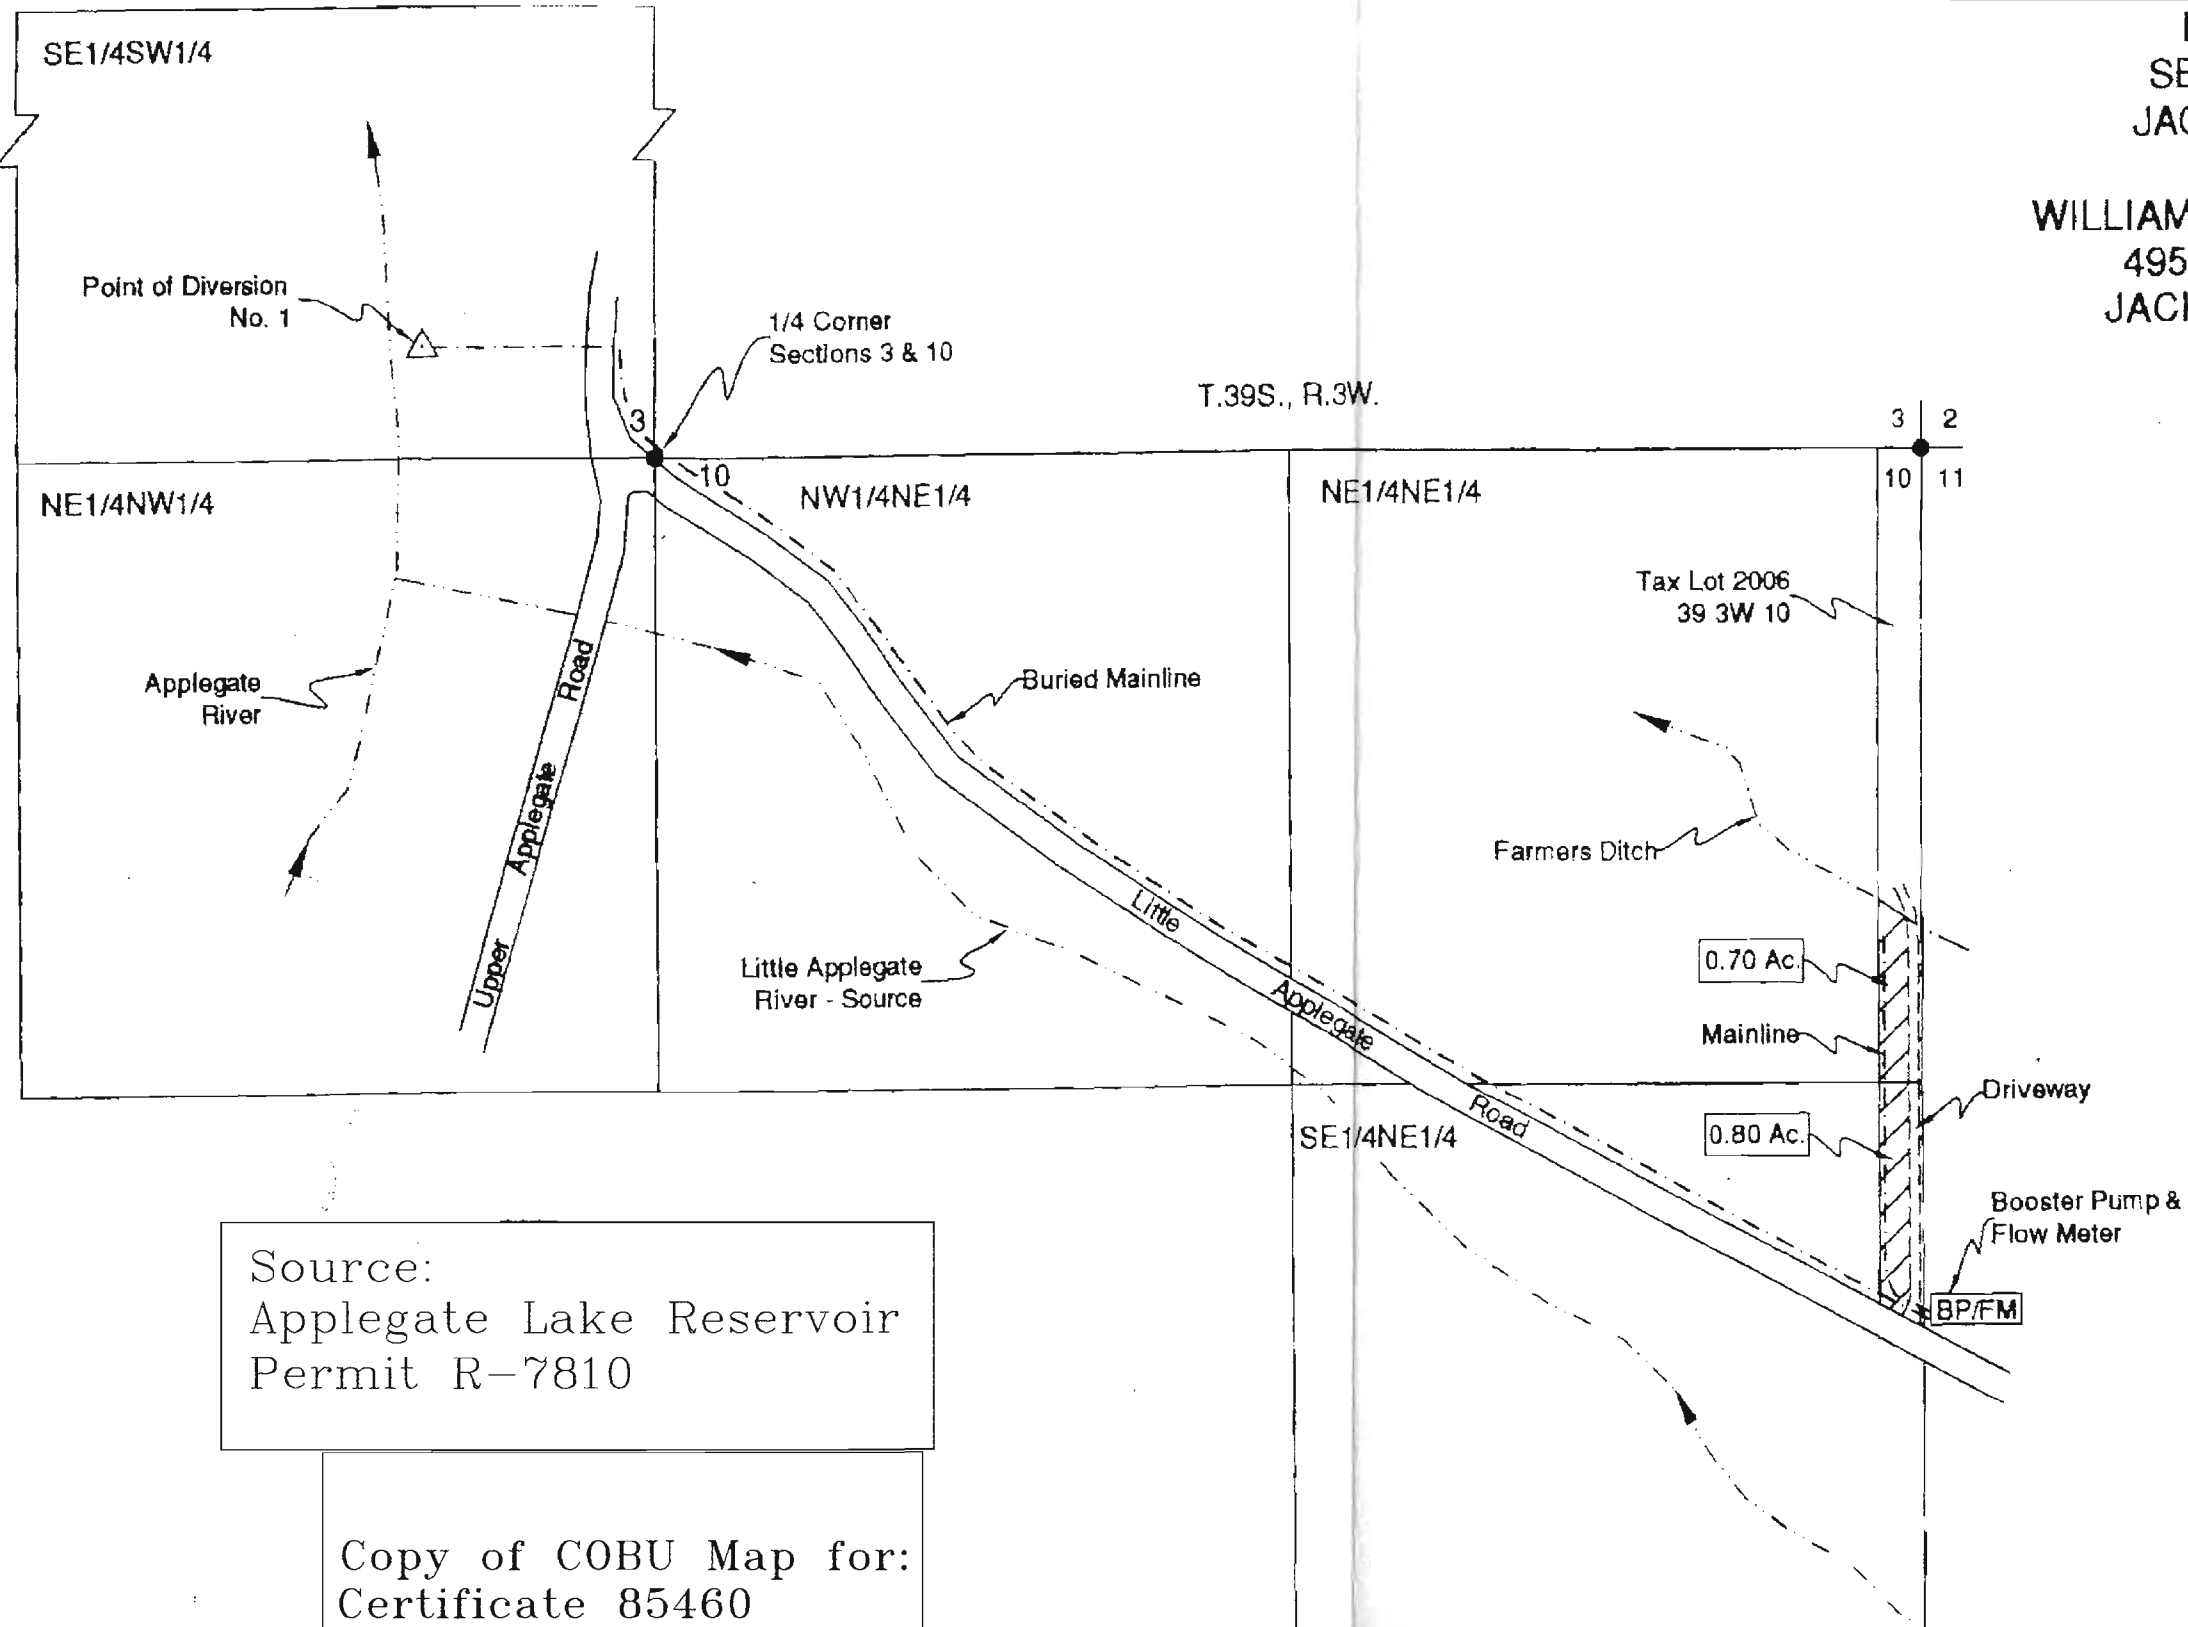 SE1/4SW1/4
SE
WILLIAM
495
Point of Diversion
No. 1
1/4 Corner
Sections 3 & 10
T.39S., R.3W.
3
3 2
10
10 11
NE1/4NW1/4
NW1/4NE1/4
NE1/4NE1/4
Tax Lot 2006
39 3W 10
Applegate
River
Upper Applegate Road
Buried Mainline
Farmers Ditch
Little Applegate Road
Little Applegate
River - Source
0.70 Ac.
Mainline
Driveway
0.80 Ac.
SE1/4NE1/4
Booster Pump &
Flow Meter
BP/FM
Source:
Applegate Lake Reservoir
Permit R-7810
Copy of COBU Map for:
Certificate 85460